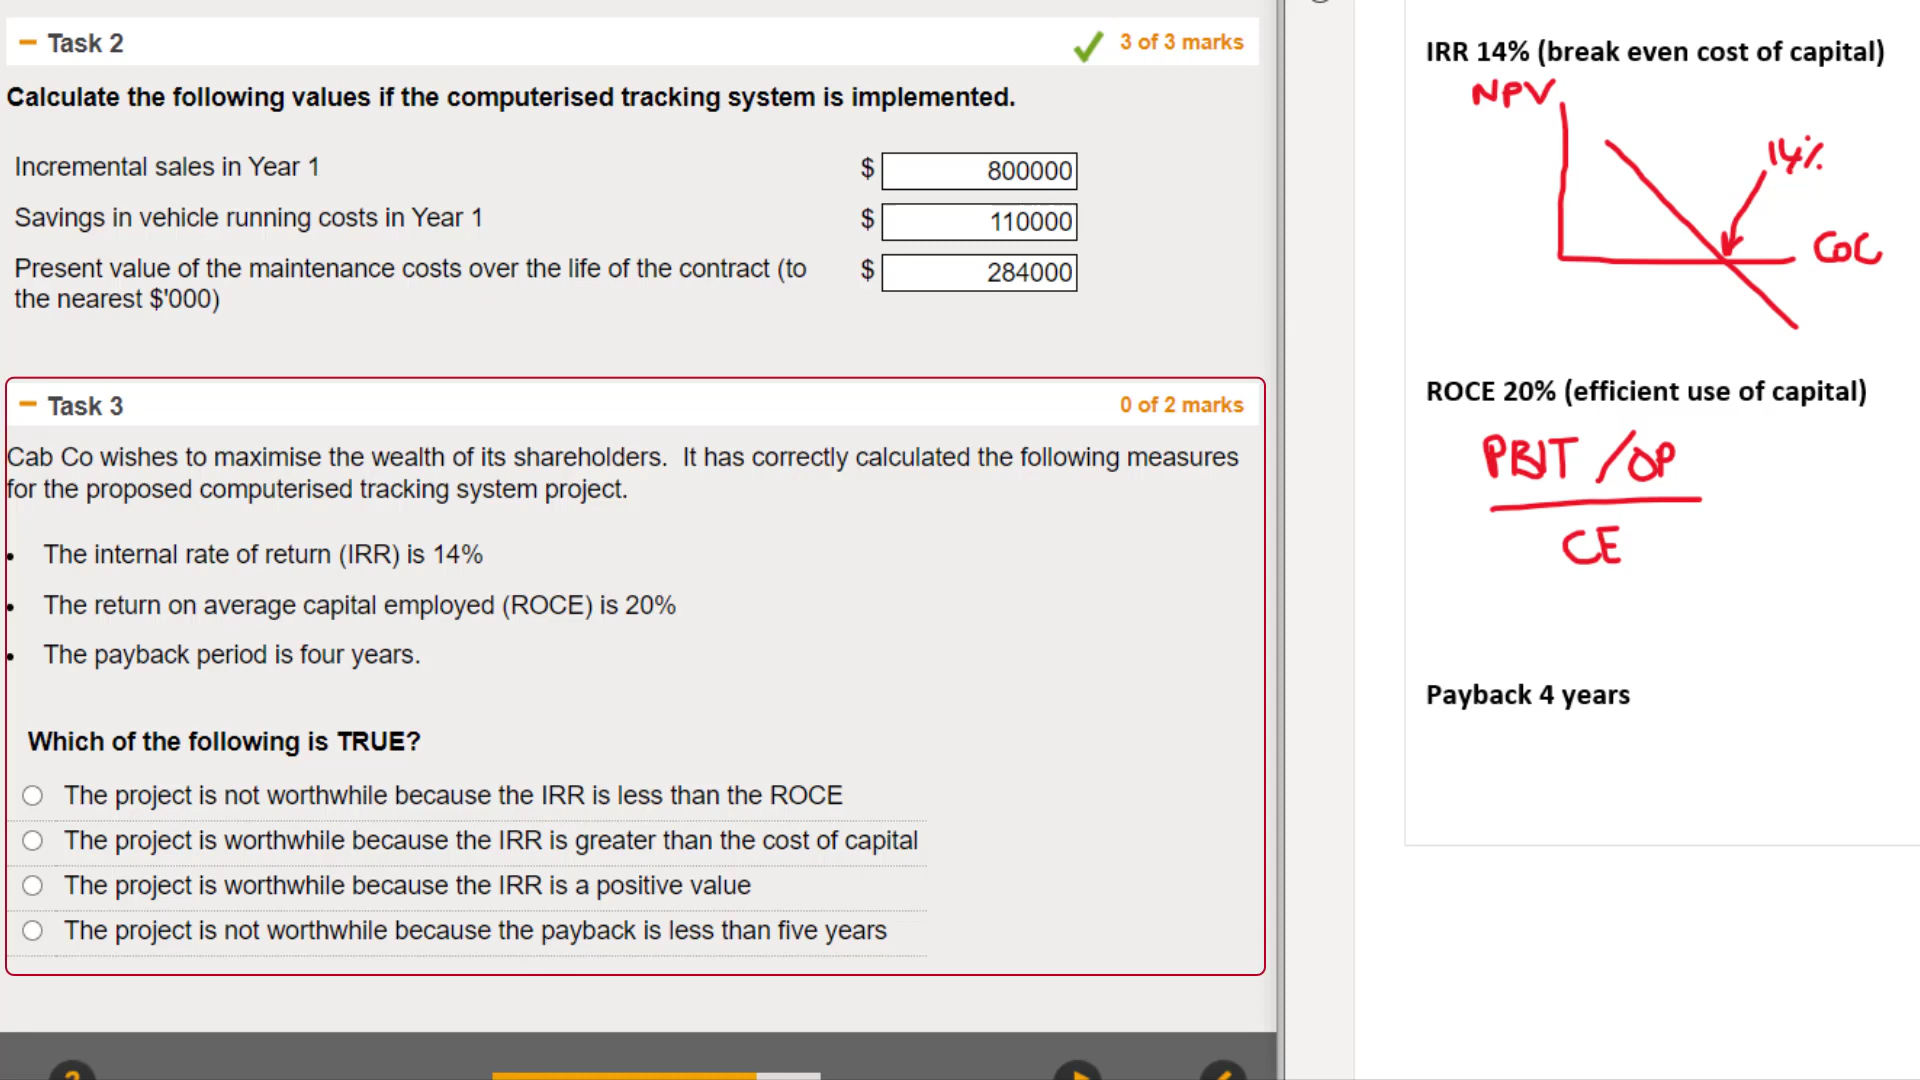 Task 2
3 of 3 marks
Calculate the following values if the computerised tracking system is implemented.
Incremental sales in Year 1 $ 800000
Savings in vehicle running costs in Year 1 $ 110000
Present value of the maintenance costs over the life of the contract (to $ 284000
the nearest $'000)
Task 3
0 of 2 marks
Cab Co wishes to maximise the wealth of its shareholders. It has correctly calculated the following measures
for the proposed computerised tracking system project.
• The internal rate of return (IRR) is 14%
• The return on average capital employed (ROCE) is 20%
• The payback period is four years.
Which of the following is TRUE?
The project is not worthwhile because the IRR is less than the ROCE
The project is worthwhile because the IRR is greater than the cost of capital
The project is worthwhile because the IRR is a positive value
The project is not worthwhile because the payback is less than five years
IRR 14% (break even cost of capital)
NPV
14%
COC
ROCE 20% (efficient use of capital)
PBIT / OP
CE
Payback 4 years